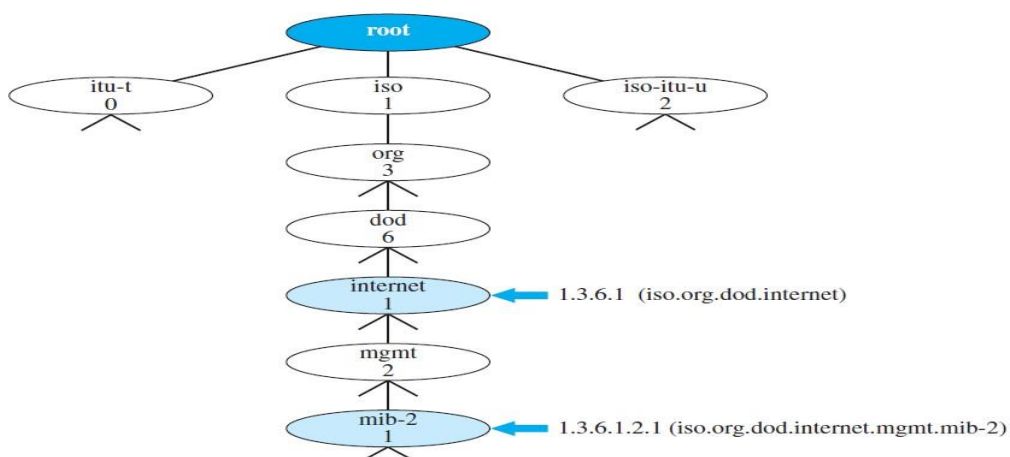 root
itu-t
0
iso
1
iso-itu-u
2
org
3
dod
6
internet
1
1.3.6.1 (iso.org.dod.internet)
mgmt
2
mib-2
1
1.3.6.1.2.1 (iso.org.dod.internet.mgmt.mib-2)